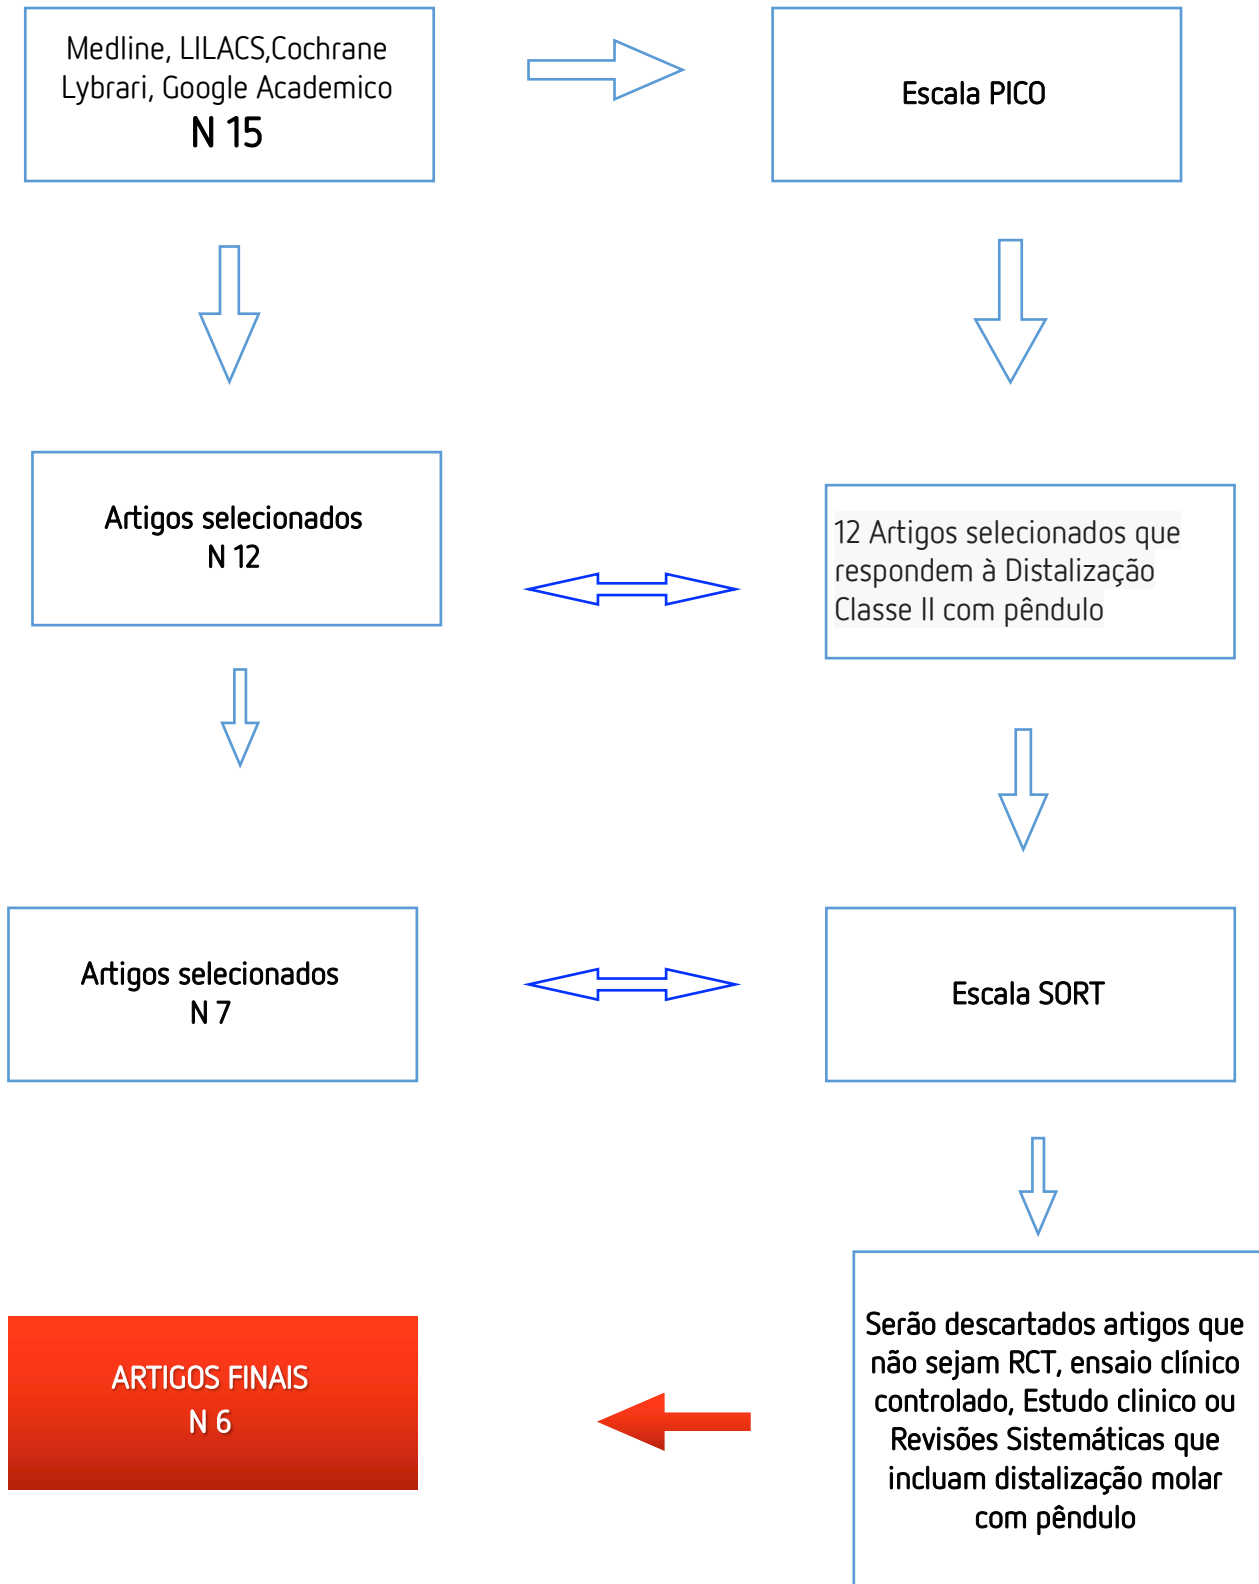 Medline, LILACS,Cochrane
Lybrari, Google Academico
N 15
Escala PICO
Artigos selecionados
N 12
12 Artigos selecionados que
respondem à Distalização
Classe II com pêndulo
Artigos selecionados
N 7
Escala SORT
Serão descartados artigos que
não sejam RCT, ensaio clínico
controlado, Estudo clinico ou
Revisões Sistemáticas que
incluam distalização molar
com pêndulo
ARTIGOS FINAIS
N 6